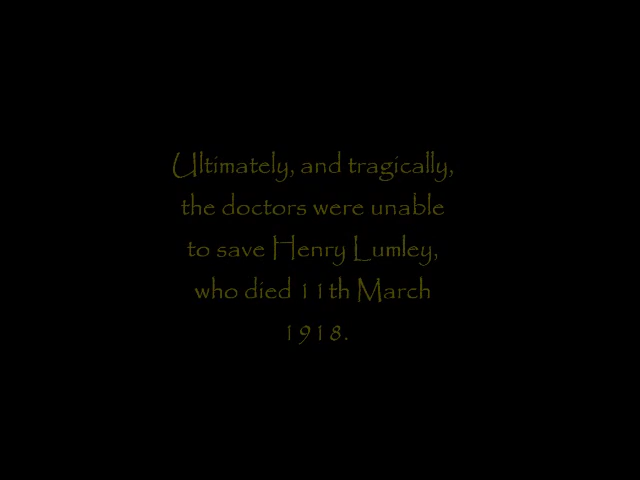 Ultimately, and tragically,
the doctors were unable
to save Henry Lumley,
who died 11th March
1918.